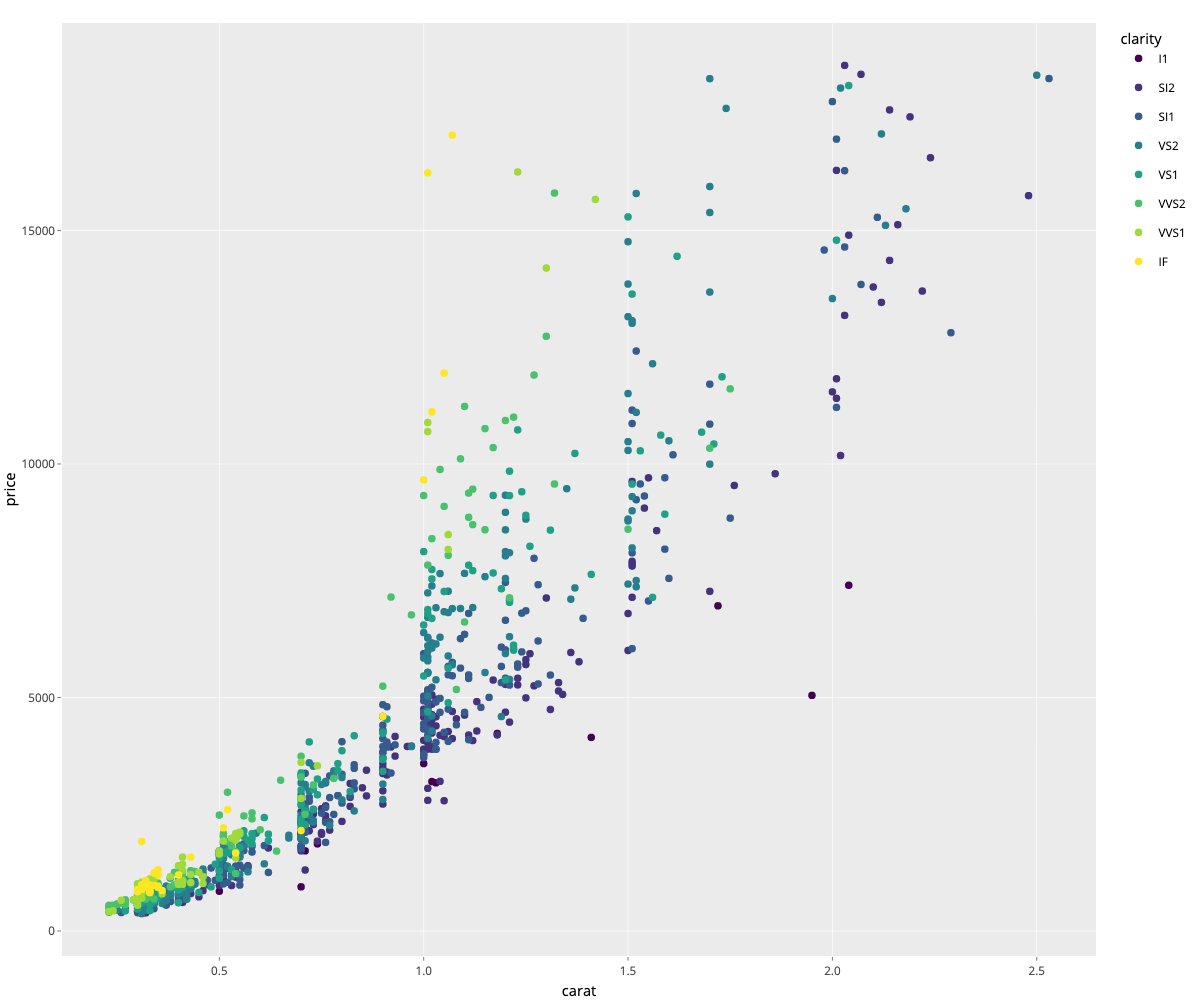 clarity
I1
SI2
SI1
VS2
VS1
VVS2
VVS1
IF
15000
10000
5000
0
price
0.5 1.0 1.5 2.0 2.5
carat